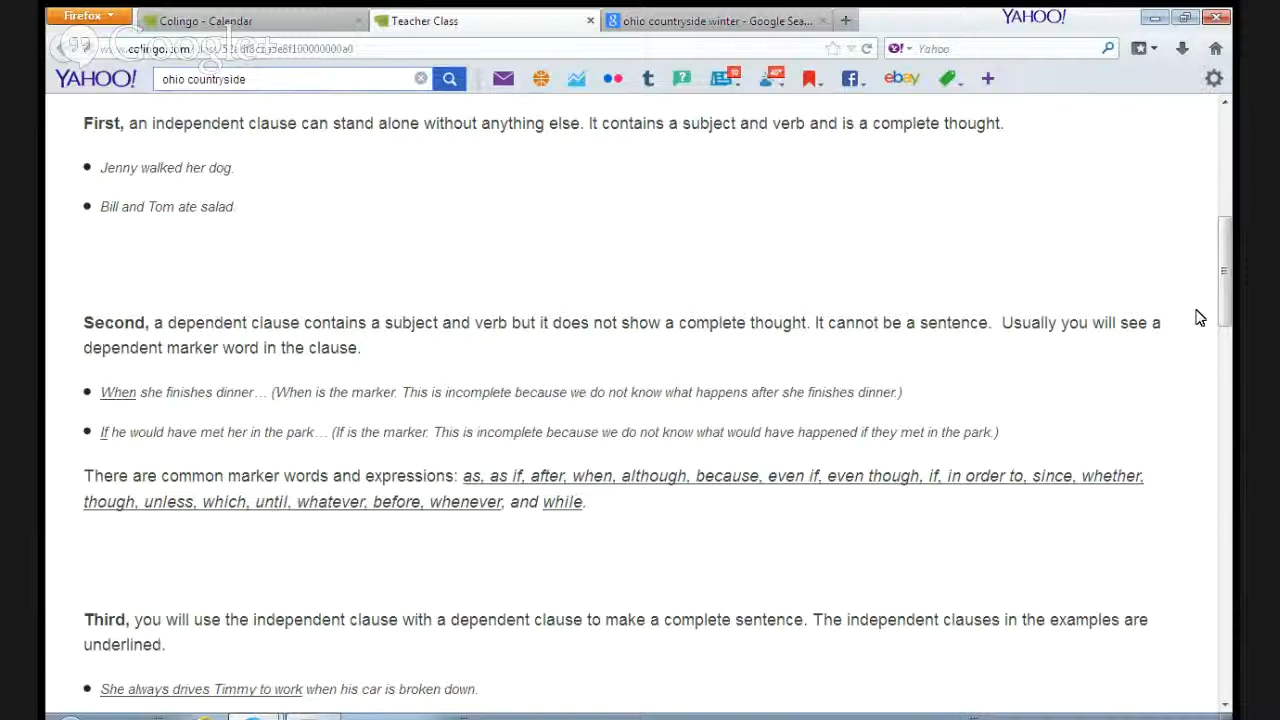 Firefox
Colingo - Calendar
Teacher Class
ohio countryside winter - Google Sea...
YAHOO!
Google+
www.colingo.com
Yahoo
YAHOO!
ohio countryside
ebay
First, an independent clause can stand alone without anything else. It contains a subject and verb and is a complete thought.
Jenny walked her dog.
Bill and Tom ate salad.
Second, a dependent clause contains a subject and verb but it does not show a complete thought. It cannot be a sentence. Usually you will see a
dependent marker word in the clause.
When she finishes dinner… (When is the marker. This is incomplete because we do not know what happens after she finishes dinner.)
If he would have met her in the park… (If is the marker. This is incomplete because we do not know what would have happened if they met in the park.)
There are common marker words and expressions: as, as if, after, when, although, because, even if, even though, if, in order to, since, whether,
though, unless, which, until, whatever, before, whenever, and while.
Third, you will use the independent clause with a dependent clause to make a complete sentence. The independent clauses in the examples are
underlined.
She always drives Timmy to work when his car is broken down.